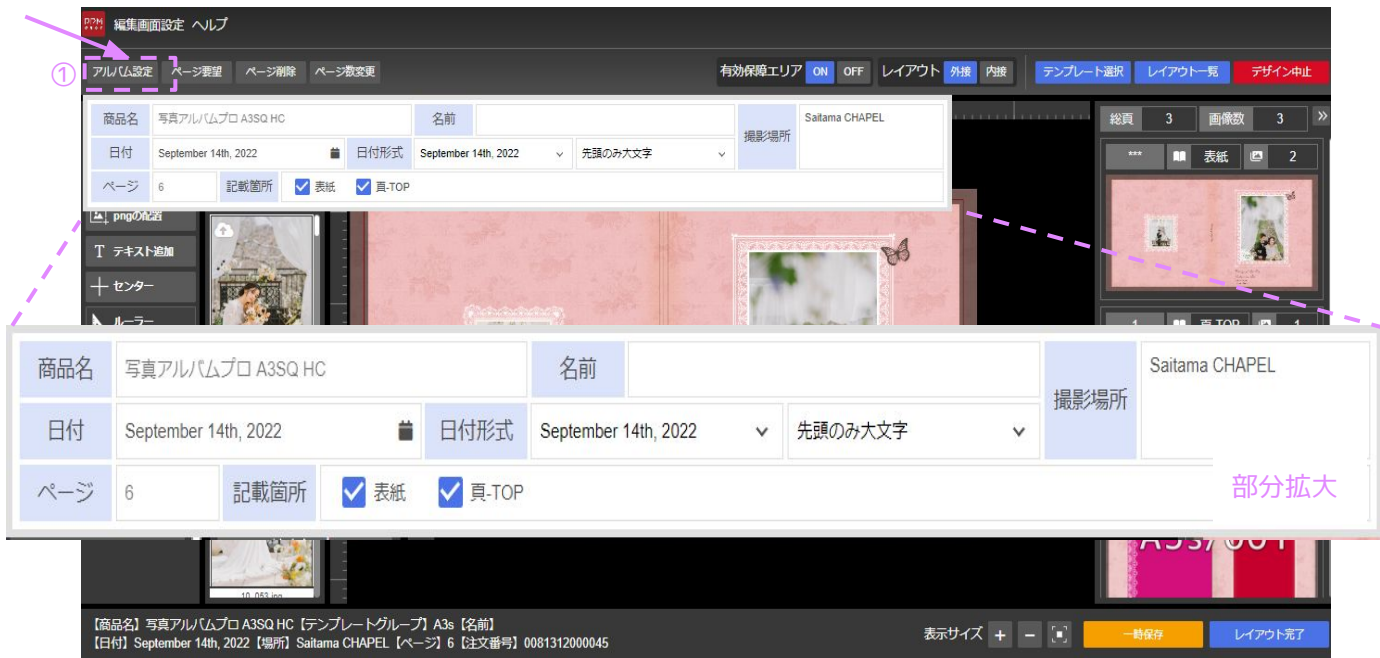 編集画面設定 ヘルプ
①
アルバム設定 ページ要望 ページ削除 ページ数変更 有効保障エリア ON OFF レイアウト 外接 内接 テンプレート選択 レイアウト一覧 デザイン中止
商品名 写真アルバムプロ A3SQ HC 名前 撮影場所 Saitama CHAPEL
日付 September 14th, 2022 日付形式 September 14th, 2022 先頭のみ大文字
ページ 6 記載箇所 表紙 頁-TOP
総頁 3 画像数 3 »
*** 表紙 2
pngの配置
T テキスト追加
センター
ルーラー
1 頁-TOP 1
商品名 写真アルバムプロ A3SQ HC 名前 撮影場所 Saitama CHAPEL
日付 September 14th, 2022 日付形式 September 14th, 2022 先頭のみ大文字
ページ 6 記載箇所 表紙 頁-TOP
部分拡大
10_053.jpg
【商品名】写真アルバムプロ A3SQ HC【テンプレートグループ】A3s【名前】
【日付】September 14th, 2022【場所】Saitama CHAPEL【ページ】6【注文番号】0081312000045
表示サイズ + − 一時保存 レイアウト完了